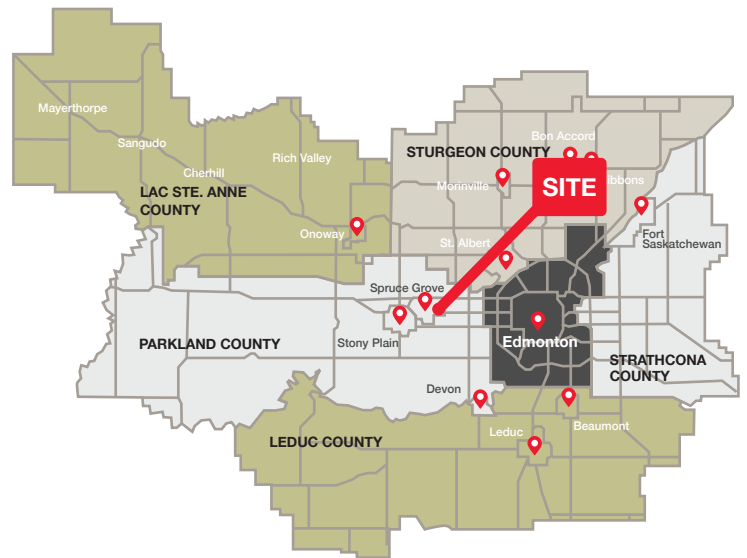 Mayerthorpe
Sangudo
Cherhill
Rich Valley
LAC STE. ANNE
COUNTY
Onoway
STURGEON COUNTY
Bon Accord
Morinville
SITE
St. Albert
Fort
Saskatchewan
Spruce Grove
Stony Plain
PARKLAND COUNTY
Edmonton
STRATHCONA
COUNTY
Devon
LEDUC COUNTY
Leduc
Beaumont